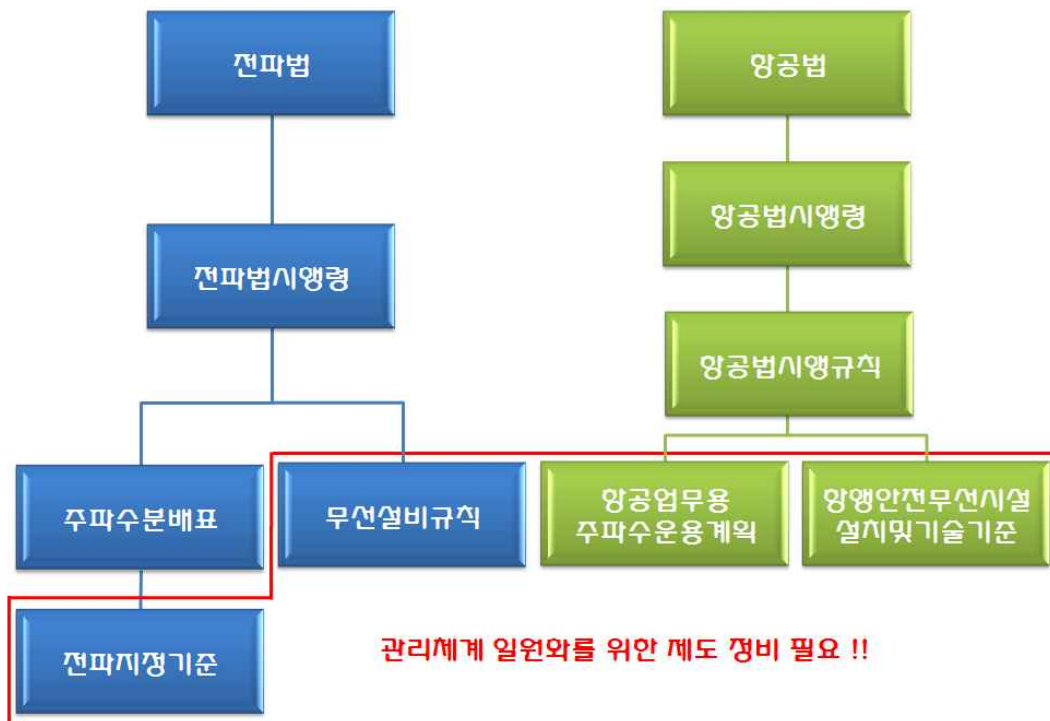 전파법
항공법
항공법시행령
전파법시행령
항공법시행규칙
주파수분배표
무선설비규칙
항공업무용
주파수운용계획
항행안전무선시설
설치및기술기준
전파지정기준
관리체계 일원화를 위한 제도 정비 필요 !!